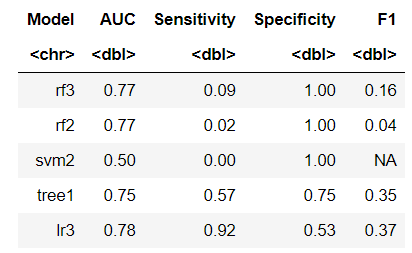 Model AUC Sensitivity Specificity F1
<chr> <dbl> <dbl> <dbl> <dbl>
rf3 0.77 0.09 1.00 0.16
rf2 0.77 0.02 1.00 0.04
svm2 0.50 0.00 1.00 NA
tree1 0.75 0.57 0.75 0.35
lr3 0.78 0.92 0.53 0.37